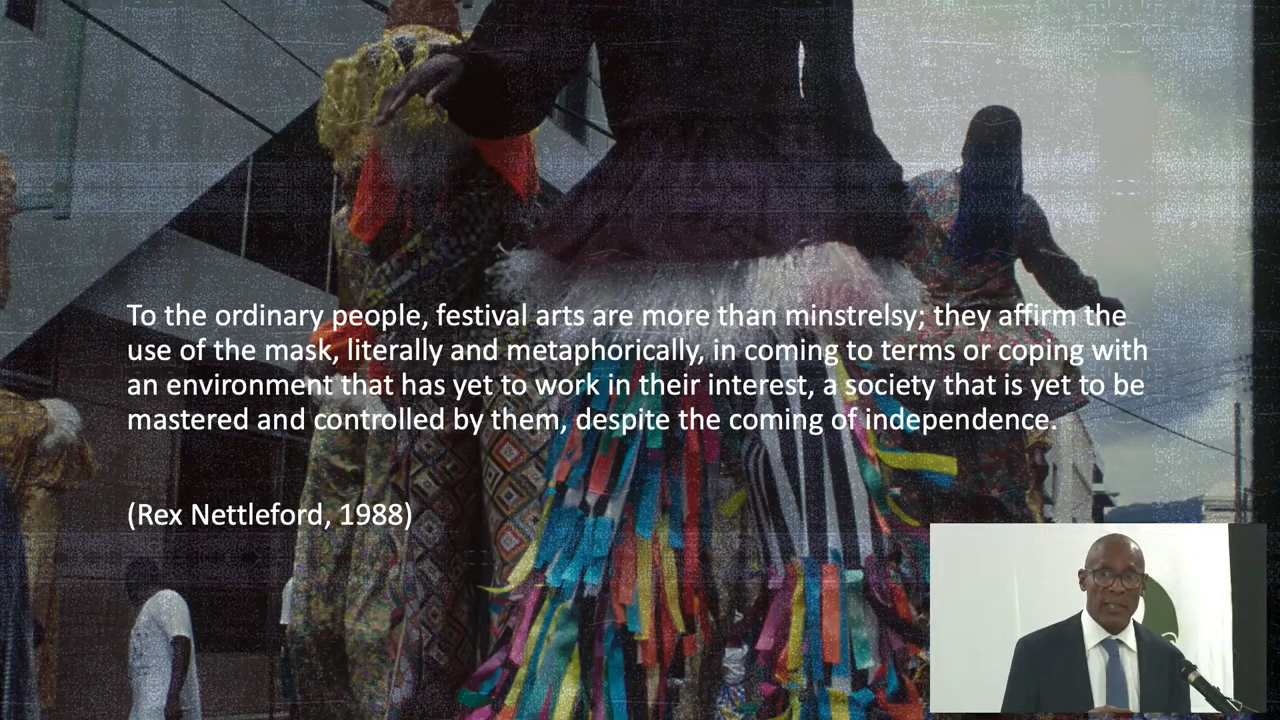 To the ordinary people, festival arts are more than minstrelsy; they affirm the
use of the mask, literally and metaphorically, in coming to terms or coping with
an environment that has yet to work in their interest, a society that is yet to be
mastered and controlled by them, despite the coming of independence.
(Rex Nettleford, 1988)